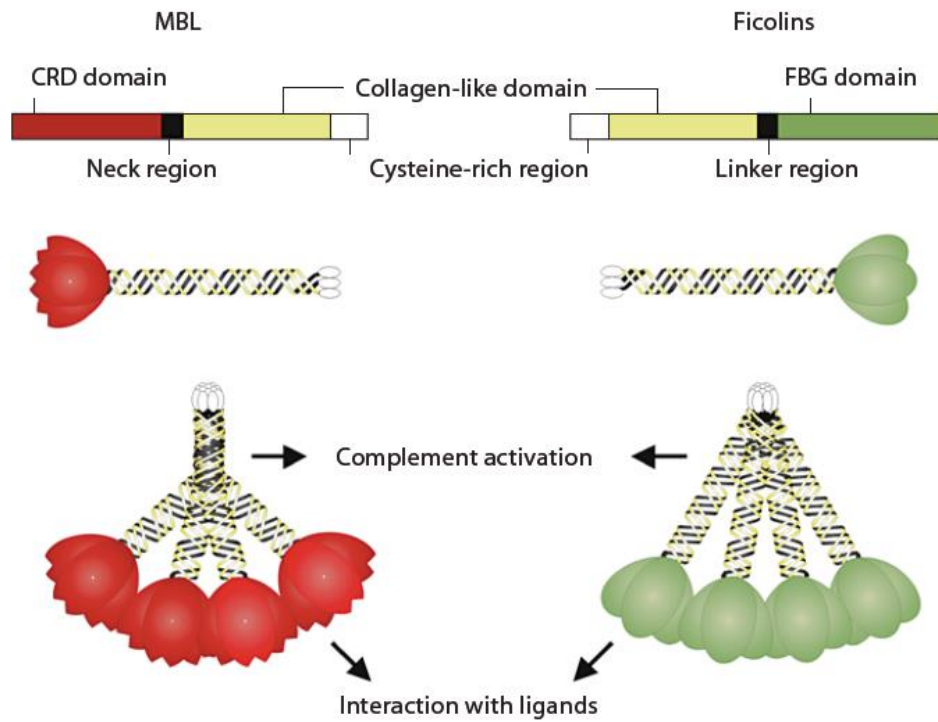 MBL
Ficolins
CRD domain
Collagen-like domain
FBG domain
Neck region
Cysteine-rich region
Linker region
Complement activation
Interaction with ligands